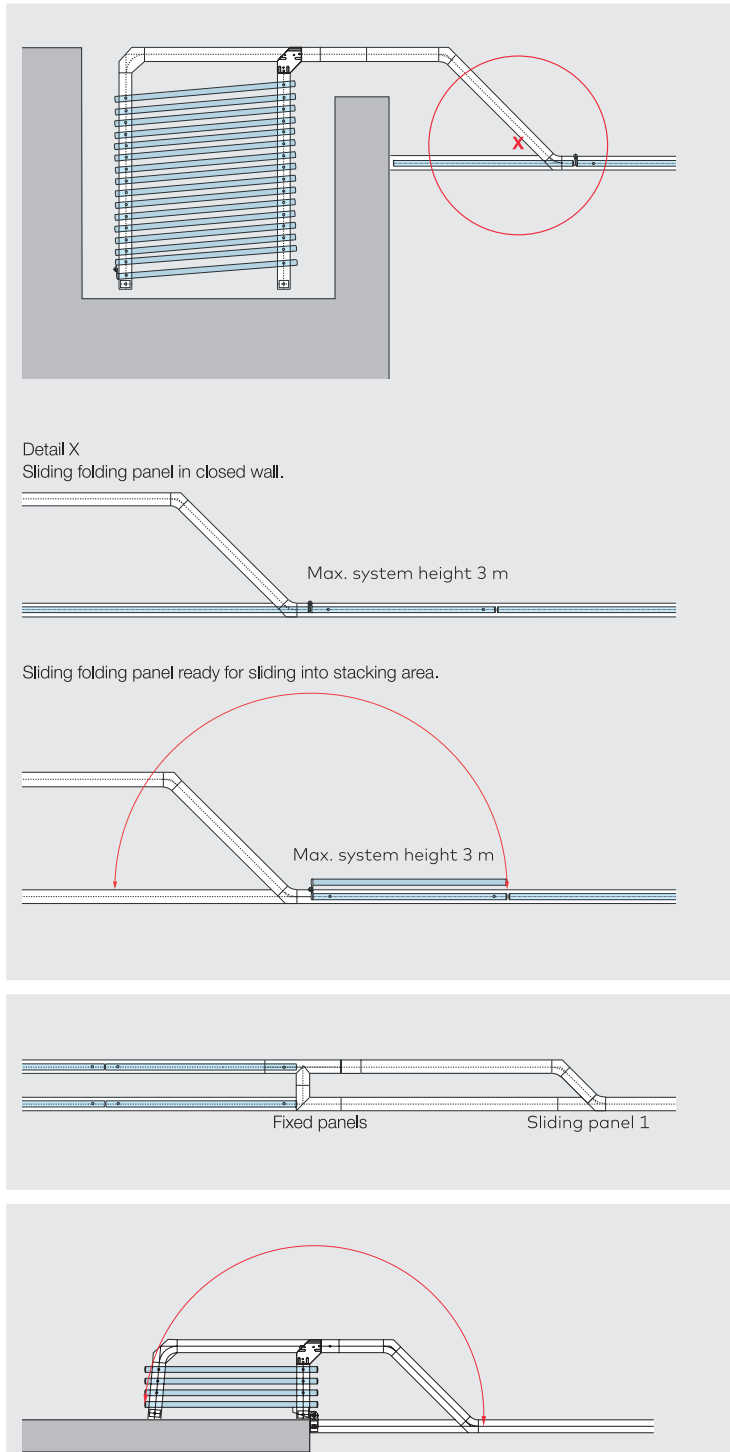 X
Detail X
Sliding folding panel in closed wall.
Max. system height 3 m
Sliding folding panel ready for sliding into stacking area.
Max. system height 3 m
Fixed panels
Sliding panel 1